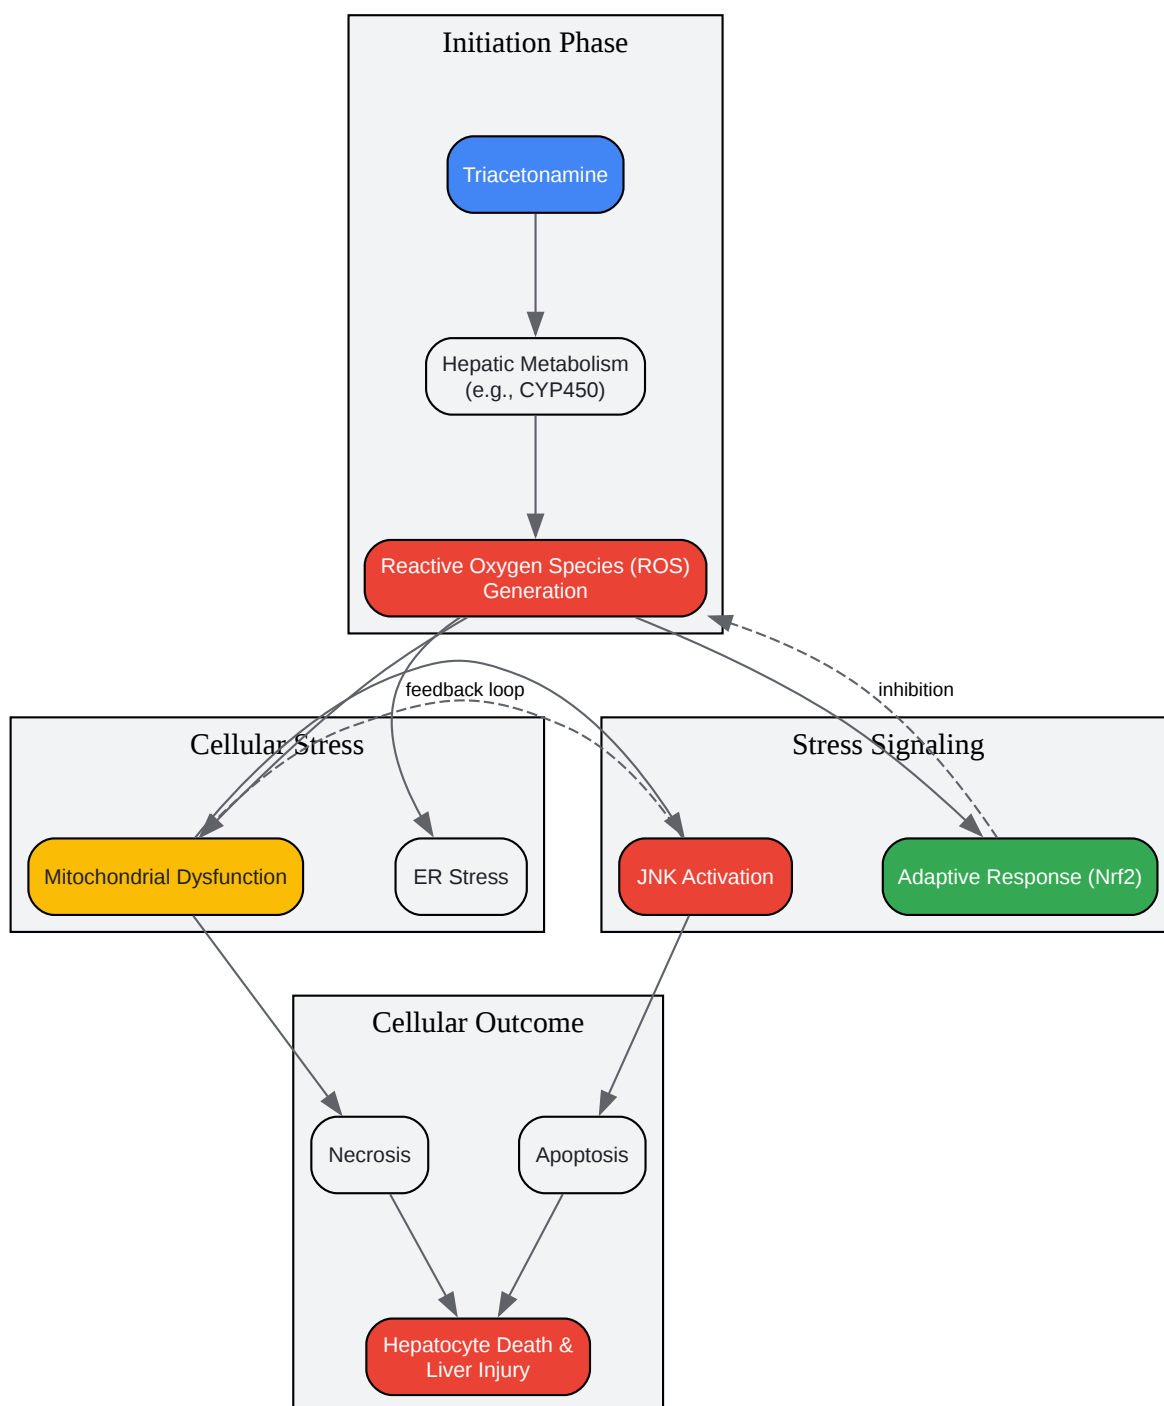 Initiation Phase
Triacetonamine
Hepatic Metabolism
(e.g., CYP450)
Reactive Oxygen Species (ROS)
Generation
feedback loop
inhibition
Cellular Stress
Stress Signaling
Mitochondrial Dysfunction
ER Stress
JNK Activation
Adaptive Response (Nrf2)
Cellular Outcome
Necrosis
Apoptosis
Hepatocyte Death &
Liver Injury